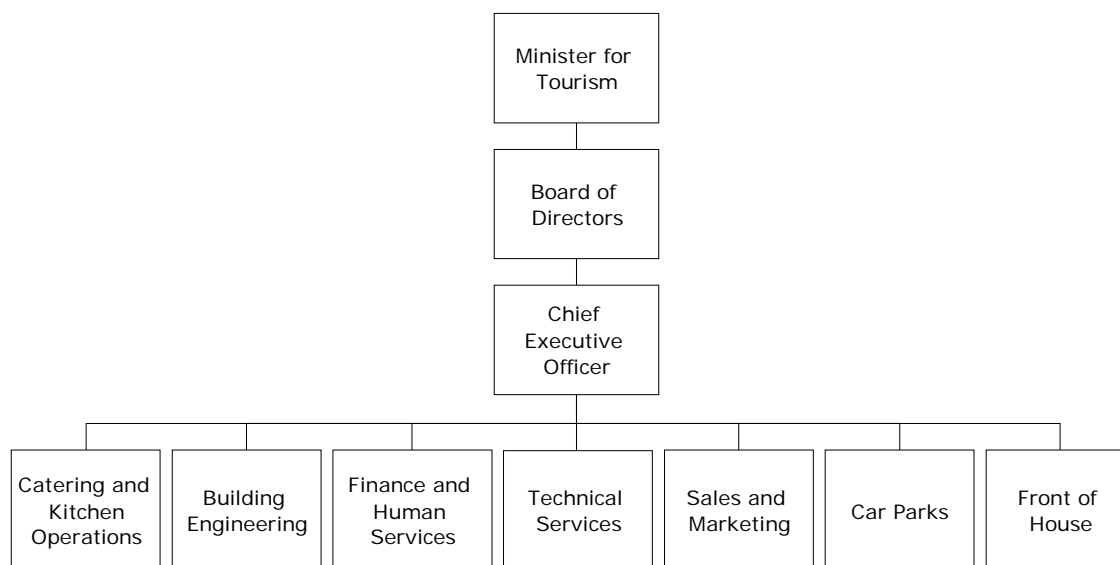 Minister for
Tourism
Board of
Directors
Chief
Executive
Officer
Catering and
Kitchen
Operations
Building
Engineering
Finance and
Human
Services
Technical
Services
Sales and
Marketing
Car Parks
Front of
House